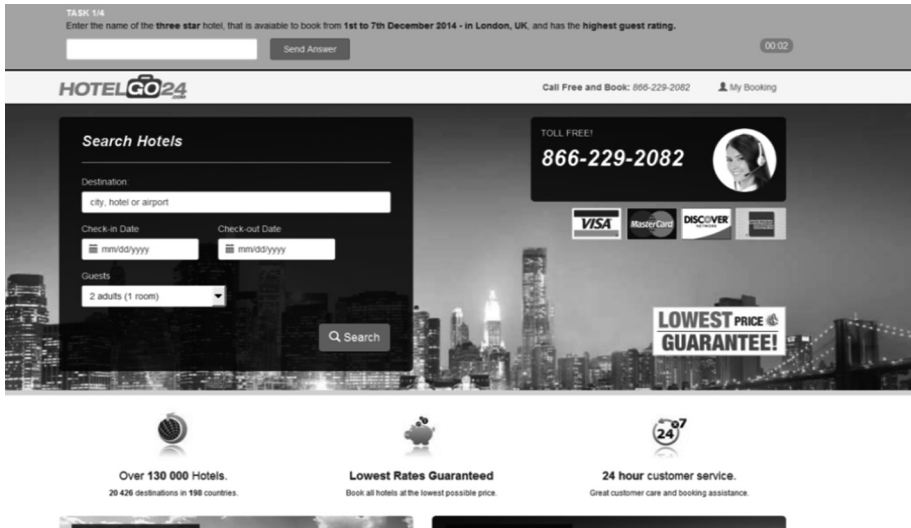 TASK 1/4
Enter the name of the three star hotel, that is avaiable to book from 1st to 7th December 2014 - in London, UK, and has the highest guest rating.
Send Answer
00:02
HOTELGO24
Call Free and Book: 866-229-2082
My Booking
Search Hotels
TOLL FREE!
866-229-2082
Destination:
city, hotel or airport
VISA MasterCard DISCOVER NETWORK
Check-in Date Check-out Date
mm/dd/yyyy mm/dd/yyyy
Guests
2 adults (1 room)
Search
LOWEST PRICE
GUARANTEE!
24 7
Over 130 000 Hotels. Lowest Rates Guaranteed 24 hour customer service.
20 426 destinations in 198 countries. Book all hotels at the lowest possible price. Great customer care and booking assistance.